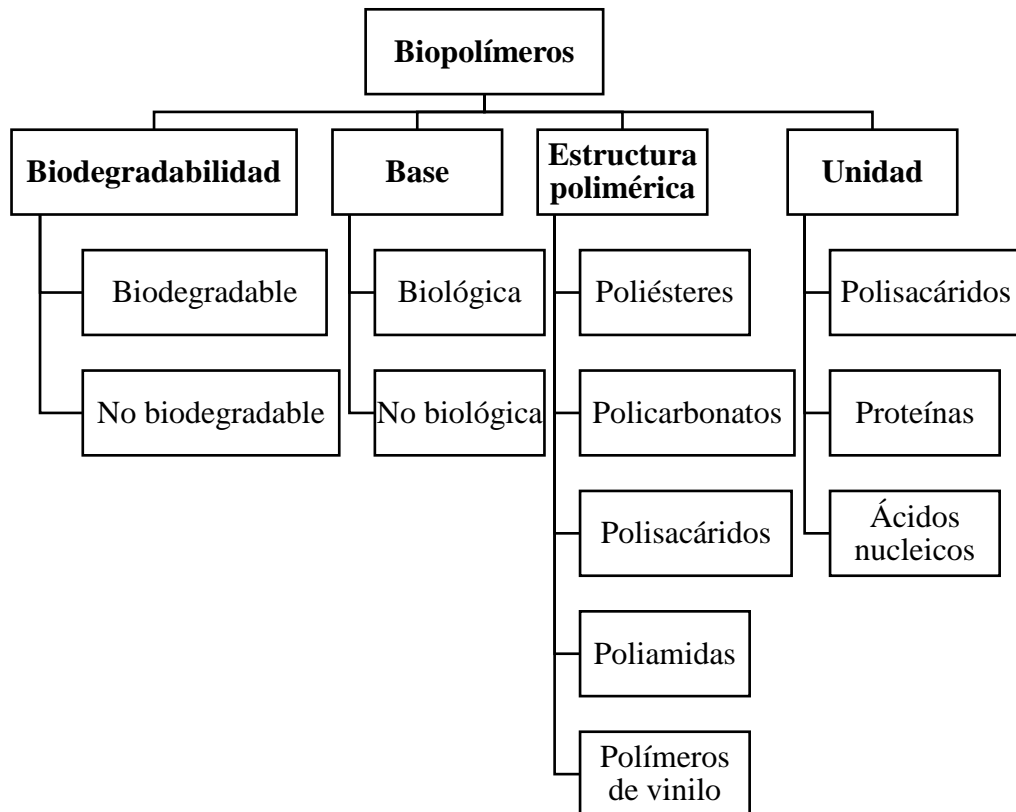 Biopolímeros
Biodegradabilidad
Base
Estructura
polimérica
Unidad
Biodegradable
Biológica
Poliésteres
Polisacáridos
No biodegradable
No biológica
Policarbonatos
Proteínas
Polisacáridos
Ácidos
nucleicos
Poliamidas
Polímeros
de vinilo